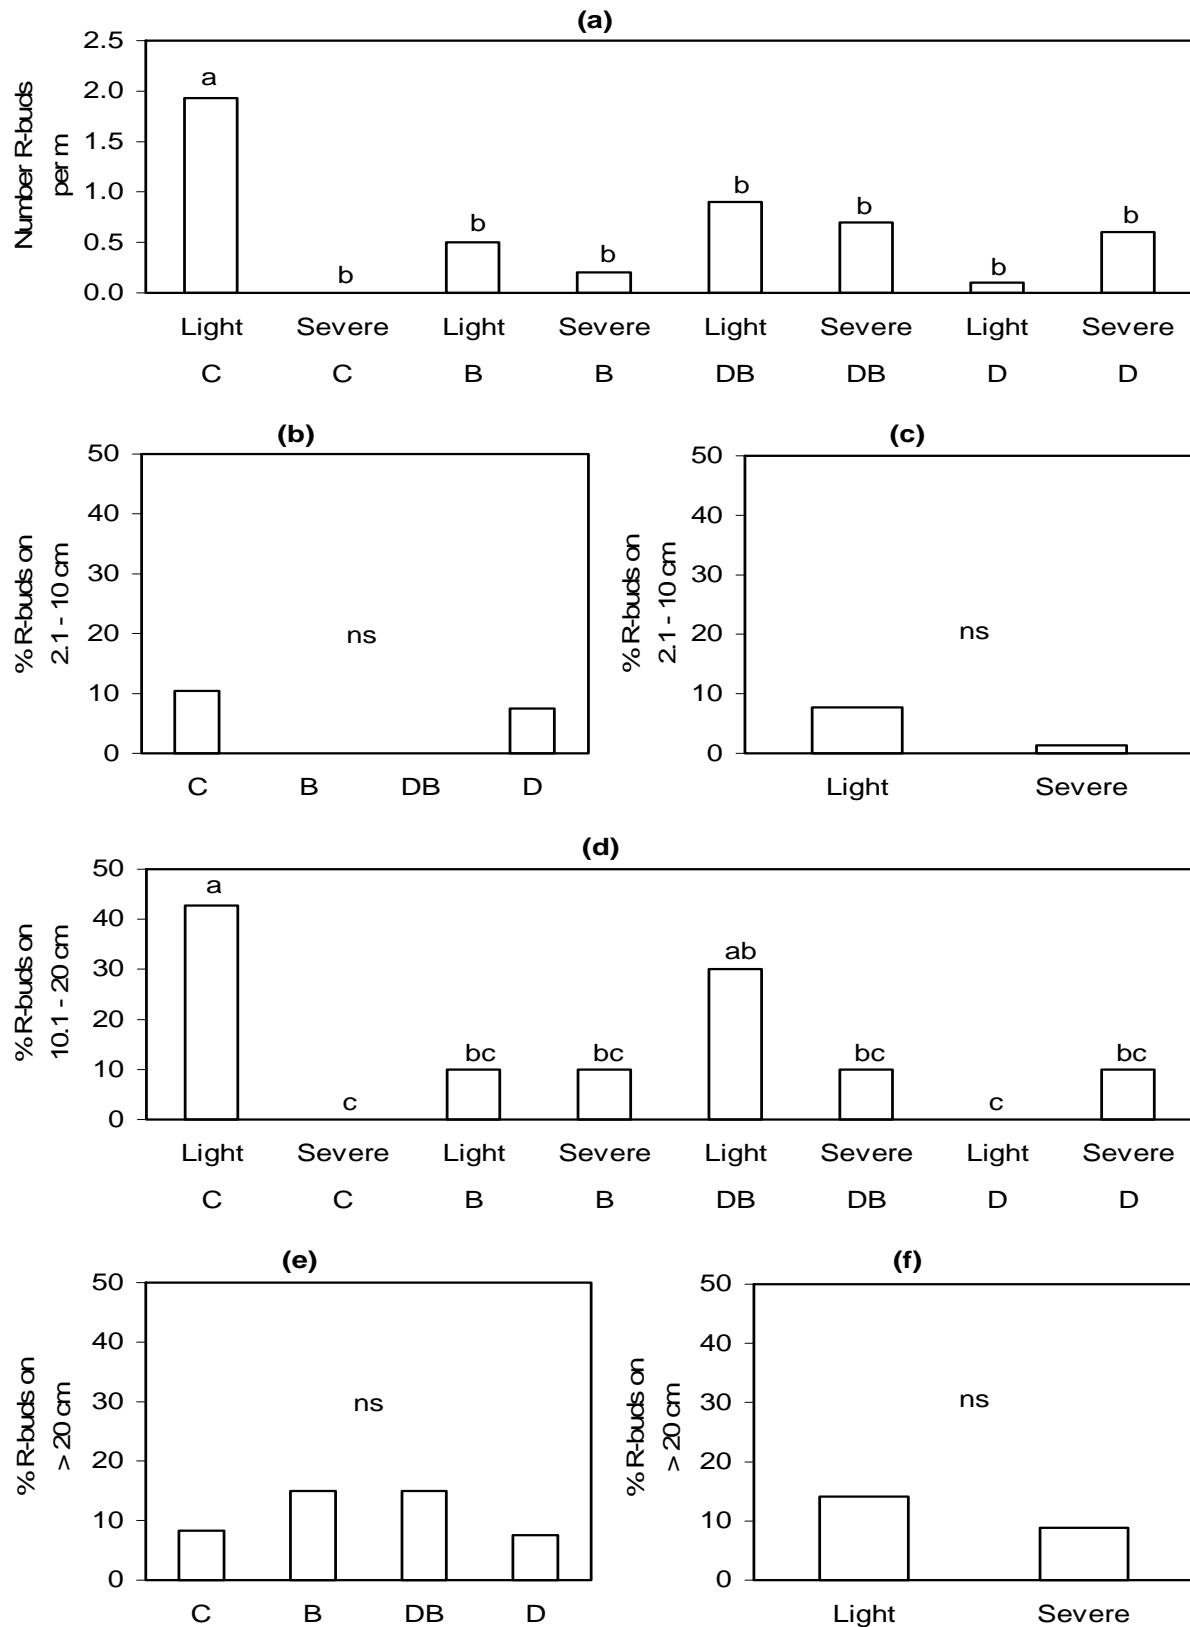 (a)
Number R-buds
per m
2.5
2.0
1.5
1.0
0.5
0.0
a
b
b
b
b
b
b
b
Light Severe Light Severe Light Severe Light Severe
C C B B DB DB D D
(b)
% R-buds on
2.1 - 10 cm
50
40
30
20
10
0
ns
C B DB D
(c)
% R-buds on
2.1 - 10 cm
50
40
30
20
10
0
ns
Light Severe
(d)
% R-buds on
10.1 - 20 cm
50
40
30
20
10
0
a
c
bc
bc
ab
bc
c
bc
Light Severe Light Severe Light Severe Light Severe
C C B B DB DB D D
(e)
% R-buds on
> 20 cm
50
40
30
20
10
0
ns
C B DB D
(f)
% R-buds on
> 20 cm
50
40
30
20
10
0
ns
Light Severe